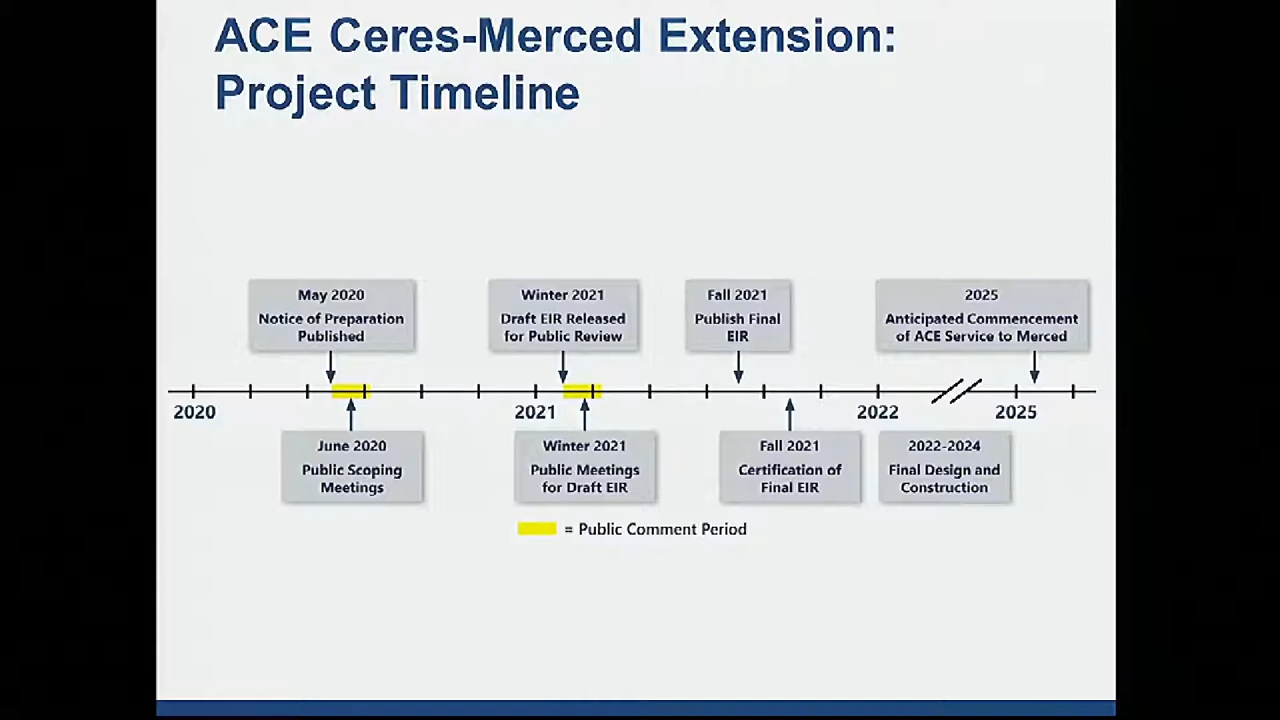 ACE Ceres-Merced Extension:
Project Timeline
May 2020
Notice of Preparation
Published
Winter 2021
Draft EIR Released
for Public Review
Fall 2021
Publish Final
EIR
2025
Anticipated Commencement
of ACE Service to Merced
2020
2021
2022
2025
June 2020
Public Scoping
Meetings
Winter 2021
Public Meetings
for Draft EIR
Fall 2021
Certification of
Final EIR
2022-2024
Final Design and
Construction
= Public Comment Period